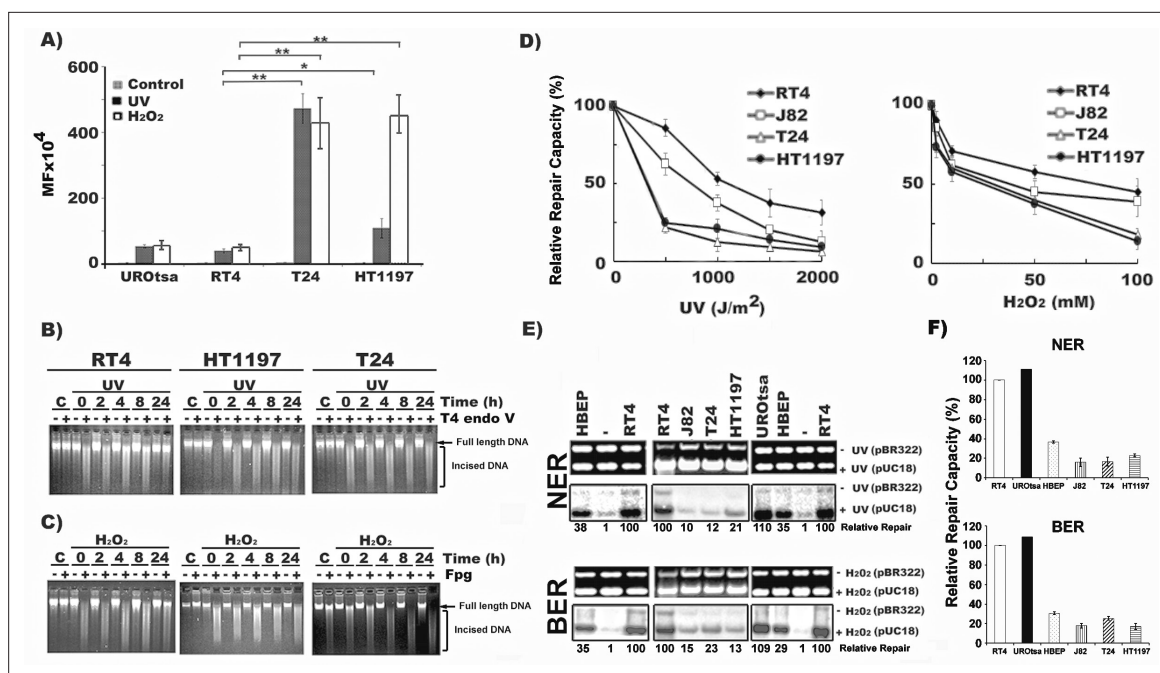 A)
** 
**
*
**
600
400
200
0
MFx10⁴
Control
UV
H₂O₂
UROtsa RT4 T24 HT1197
B)
RT4 HT1197 T24
UV UV UV
C 0 2 4 8 24 C 0 2 4 8 24 C 0 2 4 8 24 Time (h)
- + - + - + - + - + - + - + - + - + - + - + - + - + - + - + - + - + - + T4 endo V
Full length DNA
Incised DNA
C)
H₂O₂ H₂O₂ H₂O₂
C 0 2 4 8 24 C 0 2 4 8 24 C 0 2 4 8 24 Time (h)
- + - + - + - + - + - + - + - + - + - + - + - + - + - + - + - + - + - + Fpg
Full length DNA
Incised DNA
D)
Relative Repair Capacity (%)
100
50
0
RT4
J82
T24
HT1197
0 1000 2000
UV (J/m²)
100
50
0
RT4
J82
T24
HT1197
0 50 100
H₂O₂ (mM)
E)
HBEP - RT4 RT4 J82 T24 HT1197 UROtsa HBEP - RT4
NER
- UV (pBR322)
+ UV (pUC18)
- UV (pBR322)
+ UV (pUC18)
38 1 100 100 10 12 21 110 35 1 100 Relative Repair
BER
- H₂O₂ (pBR322)
+ H₂O₂ (pUC18)
- H₂O₂ (pBR322)
+ H₂O₂ (pUC18)
35 1 100 100 15 23 13 109 29 1 100 Relative Repair
F)
NER
Relative Repair Capacity (%)
120
100
80
60
40
20
0
RT4 UROtsa HBEP J82 T24 HT1197
BER
120
100
80
60
40
20
0
RT4 UROtsa HBEP J82 T24 HT1197